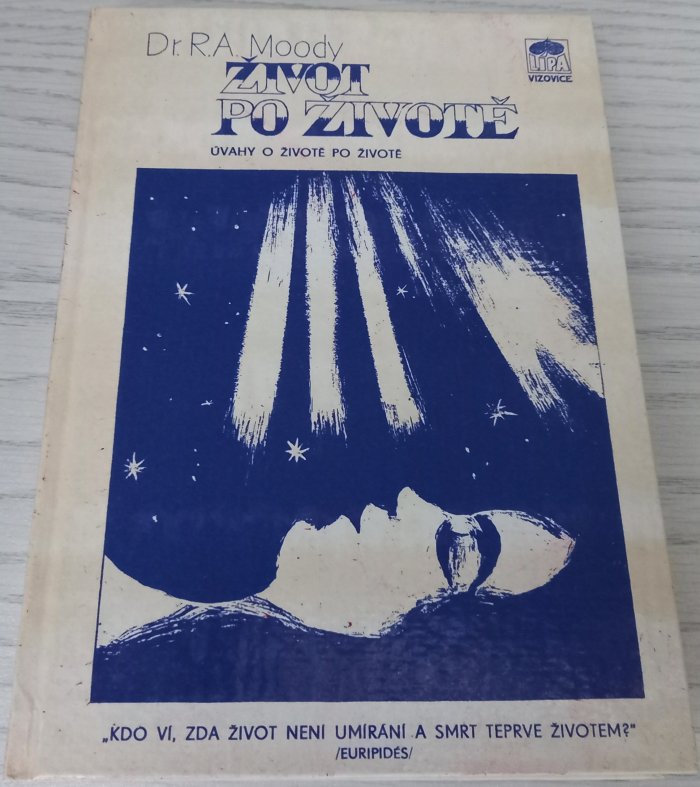 Dr. R.A. Moody
LÍPA
VIZOVICE
ŽIVOT
PO ŽIVOTĚ
ÚVAHY O ŽIVOTĚ PO ŽIVOTĚ
„KDO VÍ, ZDA ŽIVOT NENÍ UMÍRÁNÍ A SMRT TEPRVE ŽIVOTEM?"
/EURIPIDÉS/